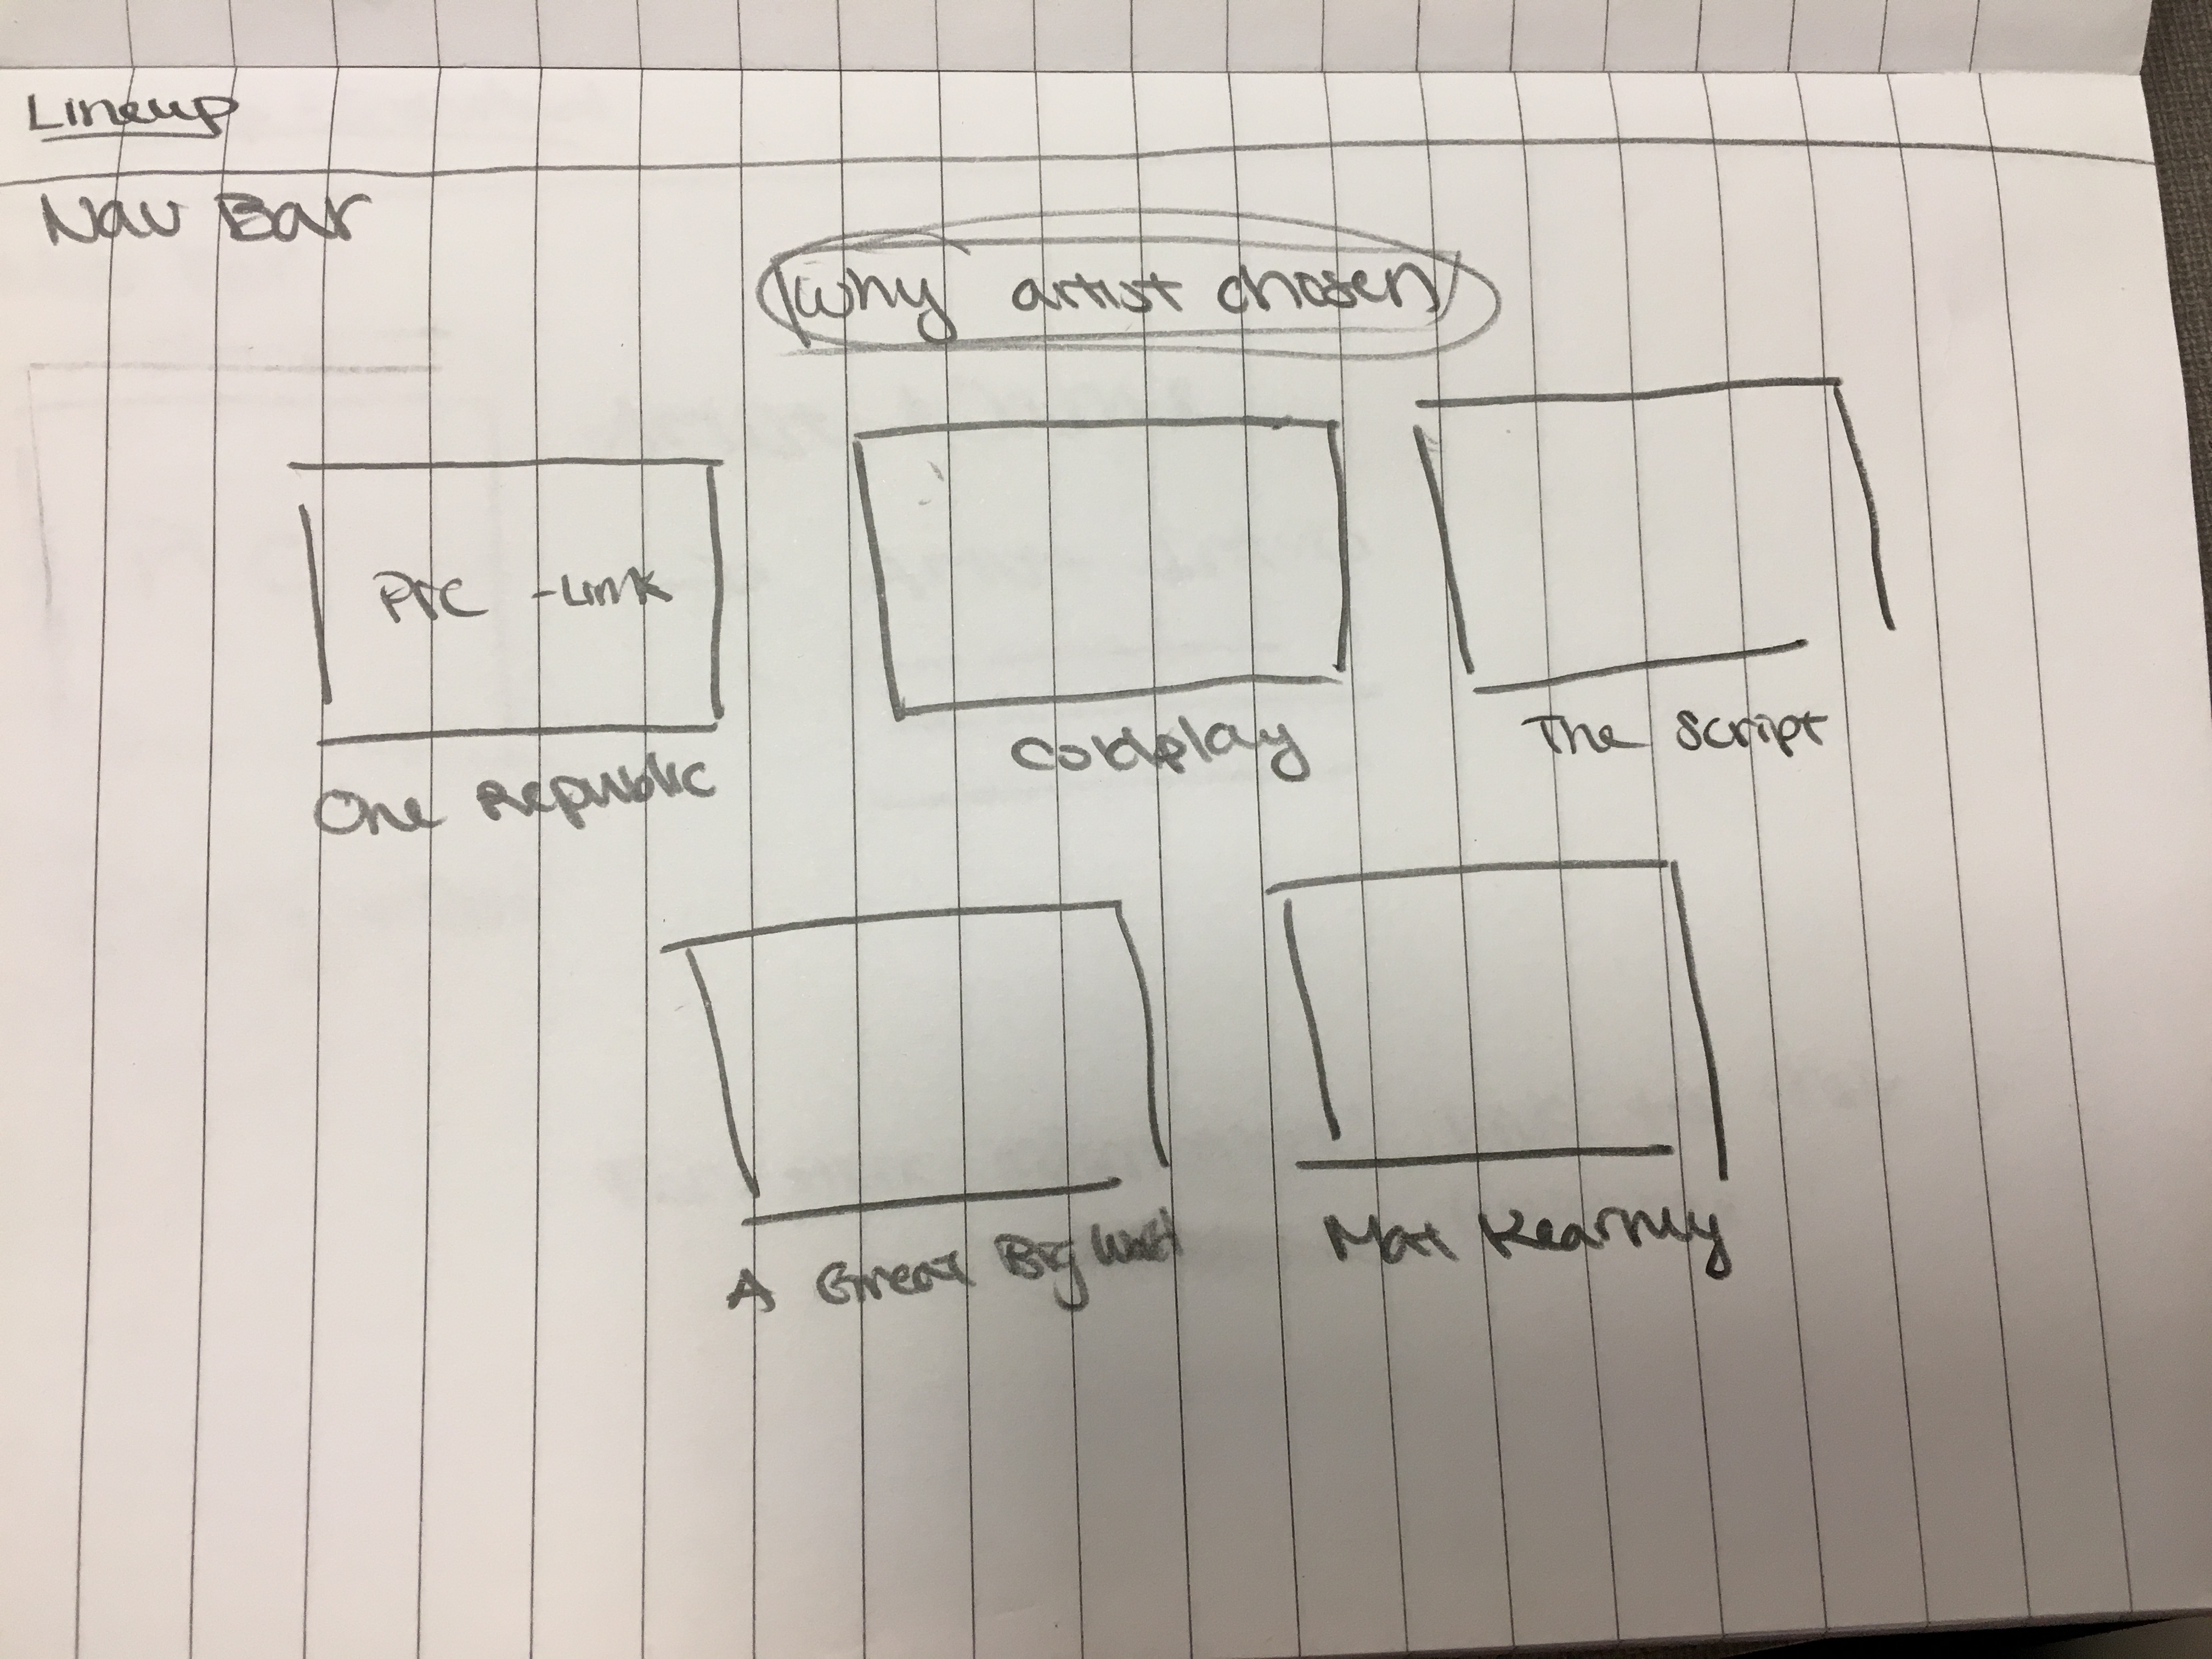 Lineup
Nav Bar
Why artist chosen
Pic - Link
One Republic
Coldplay
The Script
A Great Big World
Mat Kearney